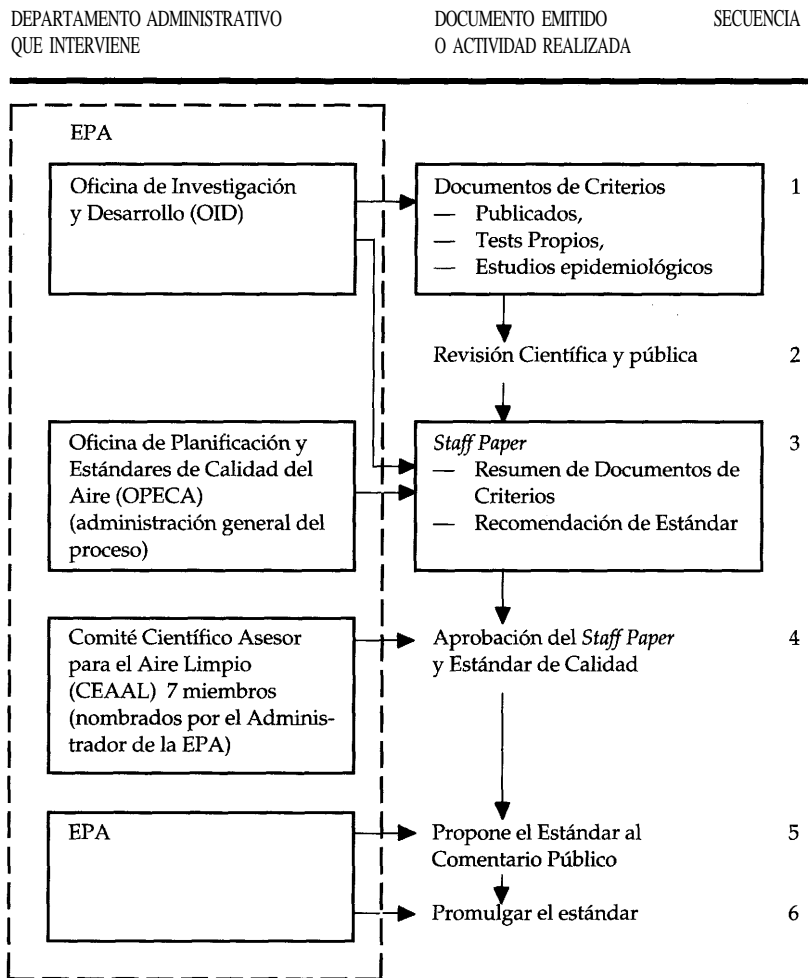 DEPARTAMENTO ADMINISTRATIVO
QUE INTERVIENE
DOCUMENTO EMITIDO
O ACTIVIDAD REALIZADA
SECUENCIA
EPA
Oficina de Investigación
y Desarrollo (OID)
Documentos de Criterios
— Publicados,
— Tests Propios,
— Estudios epidemiológicos
1
Revisión Científica y pública
2
Oficina de Planificación y
Estándares de Calidad del
Aire (OPECA)
(administración general del
proceso)
Staff Paper
— Resumen de Documentos de
Criterios
— Recomendación de Estándar
3
Comité Científico Asesor
para el Aire Limpio
(CEAAL) 7 miembros
(nombrados por el Adminis-
trador de la EPA)
Aprobación del Staff Paper
y Estándar de Calidad
4
EPA
Propone el Estándar al
Comentario Público
5
Promulgar el estándar
6